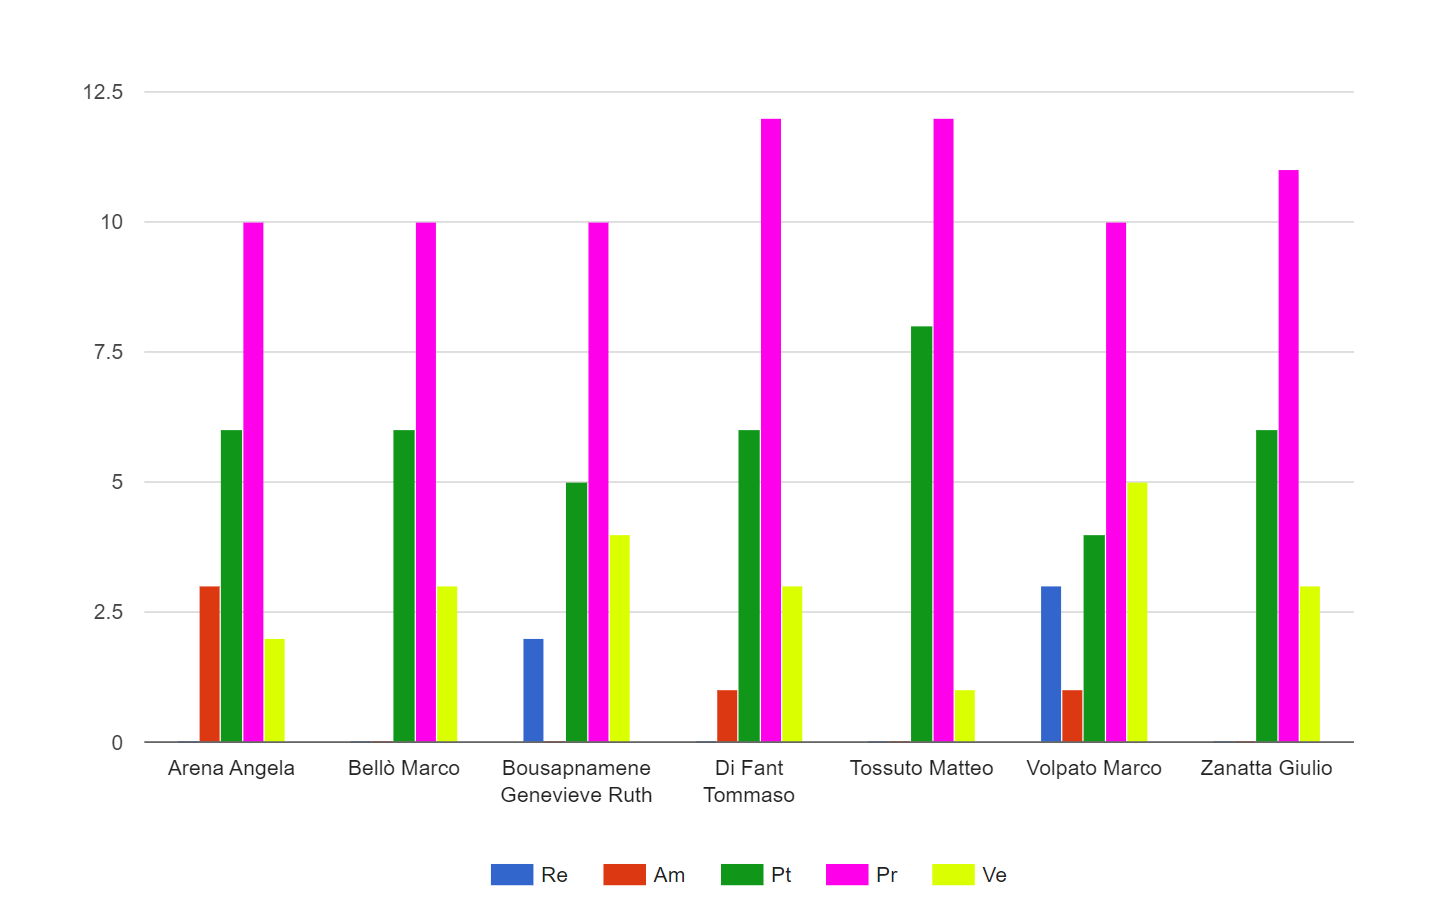 12.5
10
7.5
5
2.5
0
Arena Angela
Bellò Marco
Bousapnamene
Genevieve Ruth
Di Fant
Tommaso
Tossuto Matteo
Volpato Marco
Zanatta Giulio
Re
Am
Pt
Pr
Ve